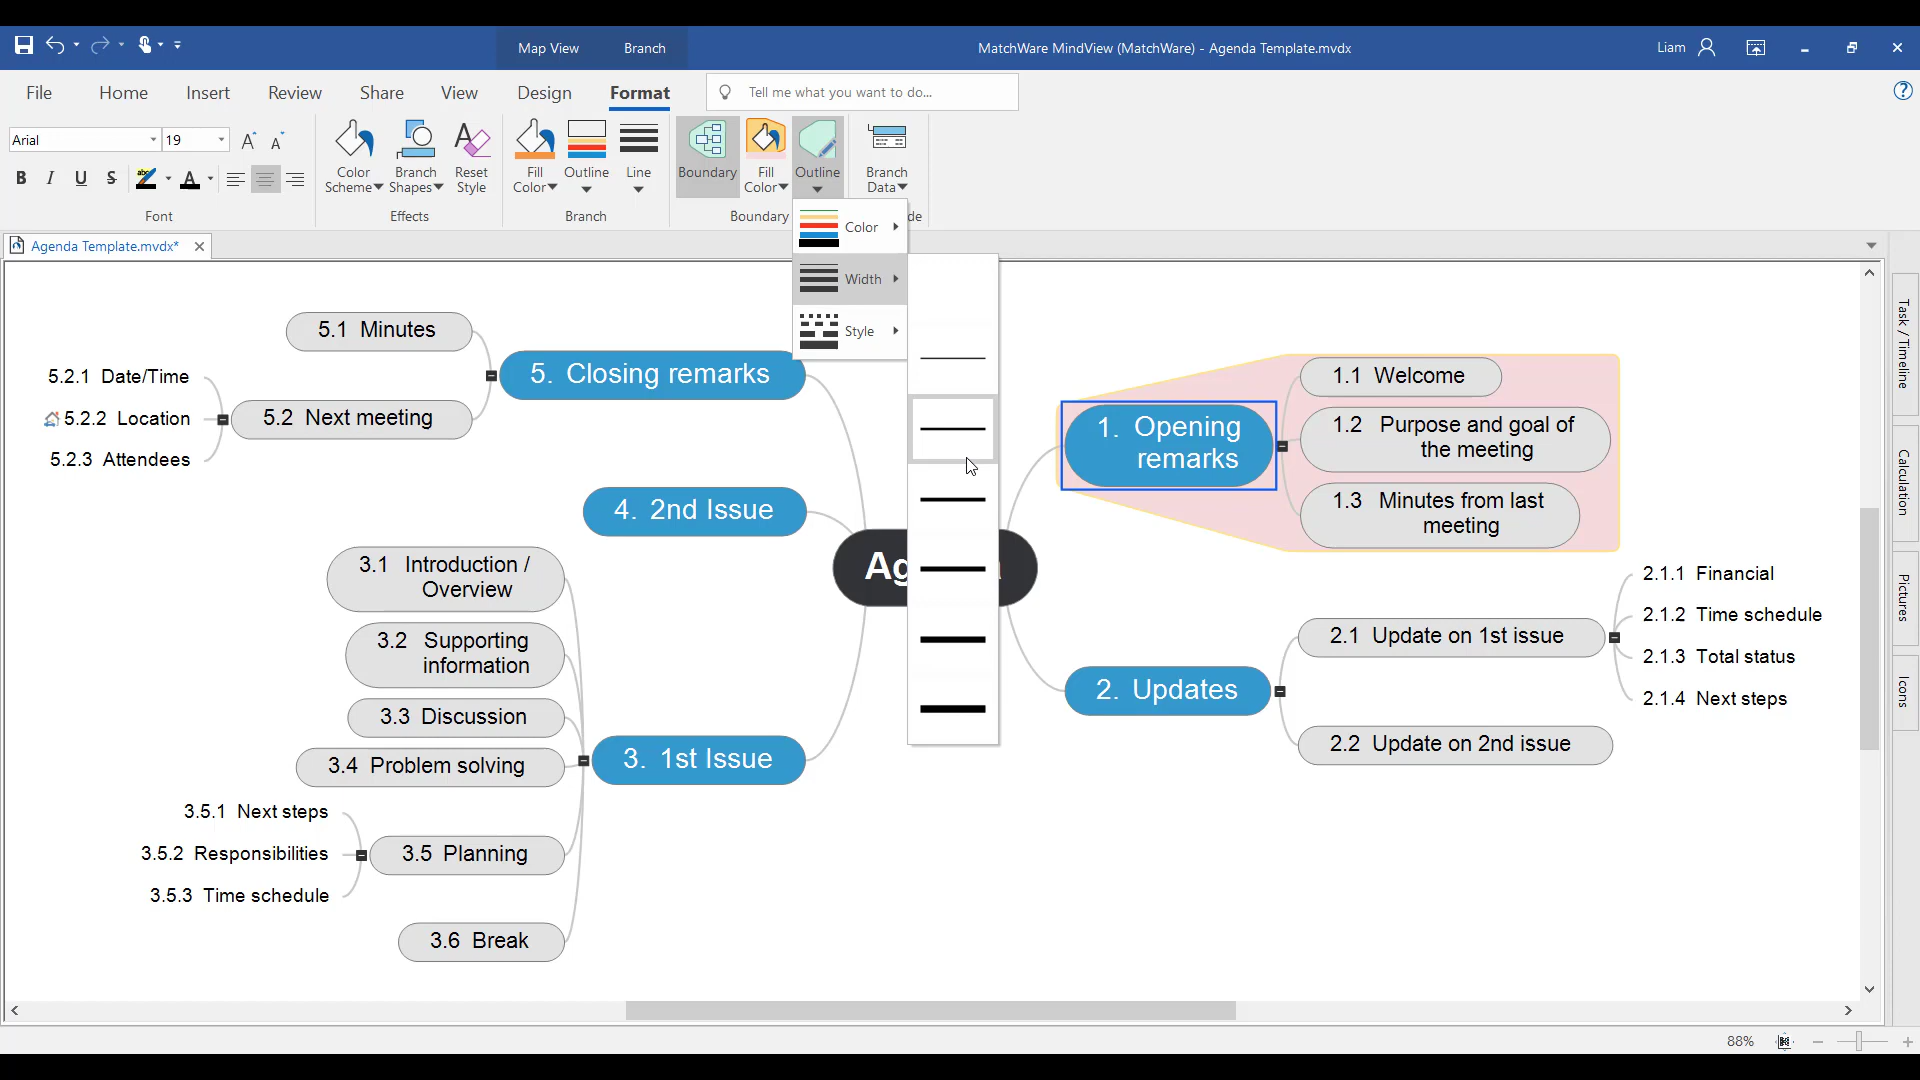 Map View
Branch
MatchWare MindView (MatchWare) - Agenda Template.mvdx
Liam
File
Home
Insert
Review
Share
View
Design
Format
Tell me what you want to do...
Arial
19
B I U S abc A
Font
Color
Scheme
Branch
Shapes
Reset
Style
Effects
Fill
Color
Outline
Line
Branch
Boundary
Fill
Color
Outline
Boundary
Branch
Data
de
Color
Width
Style
Agenda Template.mvdx*
5.1 Minutes
5. Closing remarks
5.2.1 Date/Time
5.2.2 Location
5.2.3 Attendees
5.2 Next meeting
4. 2nd Issue
3.1 Introduction /
Overview
3.2 Supporting
information
3.3 Discussion
3.4 Problem solving
3. 1st Issue
3.5.1 Next steps
3.5.2 Responsibilities
3.5.3 Time schedule
3.5 Planning
3.6 Break
Ag
1. Opening
remarks
1.1 Welcome
1.2 Purpose and goal of
the meeting
1.3 Minutes from last
meeting
2. Updates
2.1 Update on 1st issue
2.1.1 Financial
2.1.2 Time schedule
2.1.3 Total status
2.1.4 Next steps
2.2 Update on 2nd issue
Task / Timeline
Calculation
Pictures
Icons
88%